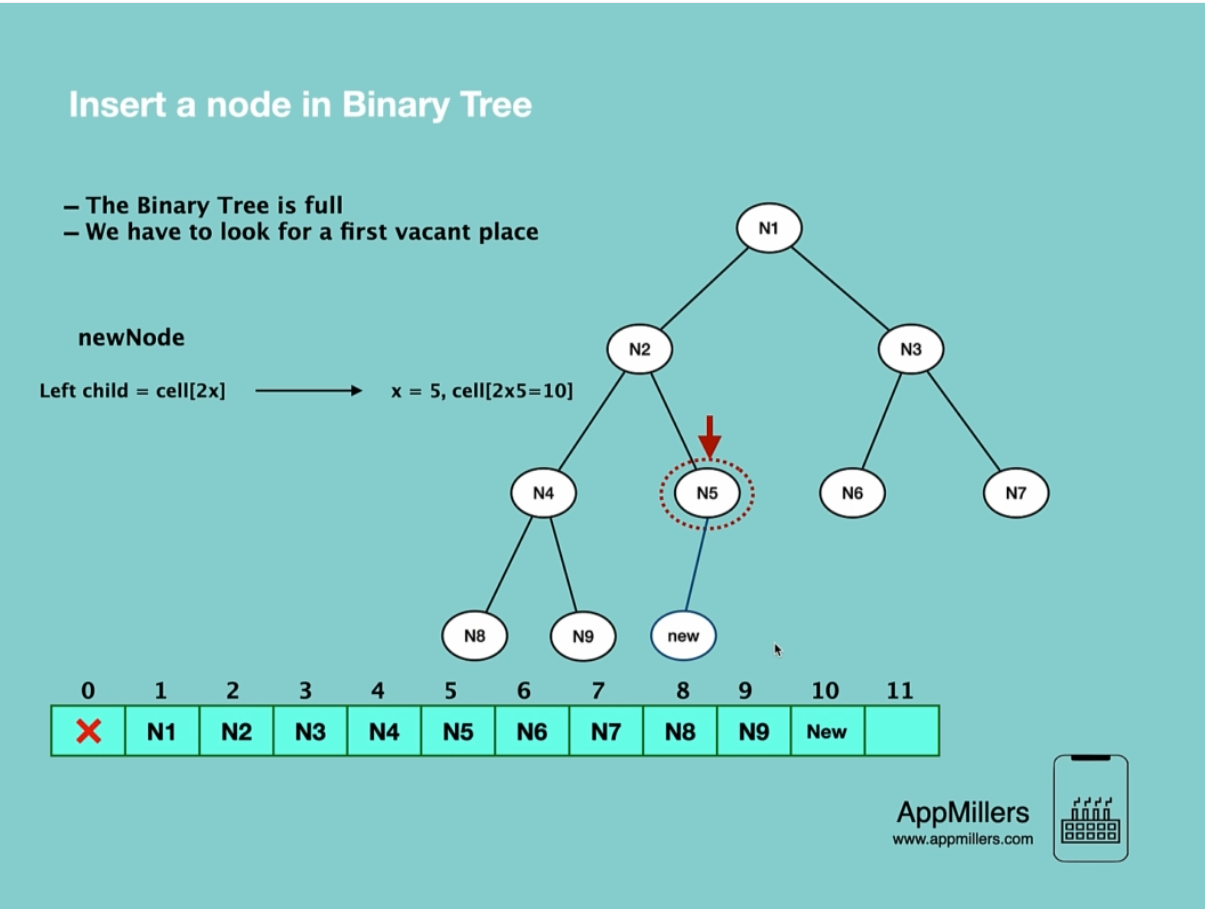 Insert a node in Binary Tree
– The Binary Tree is full
– We have to look for a first vacant place
newNode
Left child = cell[2x]
x = 5, cell[2x5=10]
N1
N2
N3
N4
N5
N6
N7
N8
N9
new
0 1 2 3 4 5 6 7 8 9 10 11
N1 N2 N3 N4 N5 N6 N7 N8 N9 New
AppMillers
www.appmillers.com